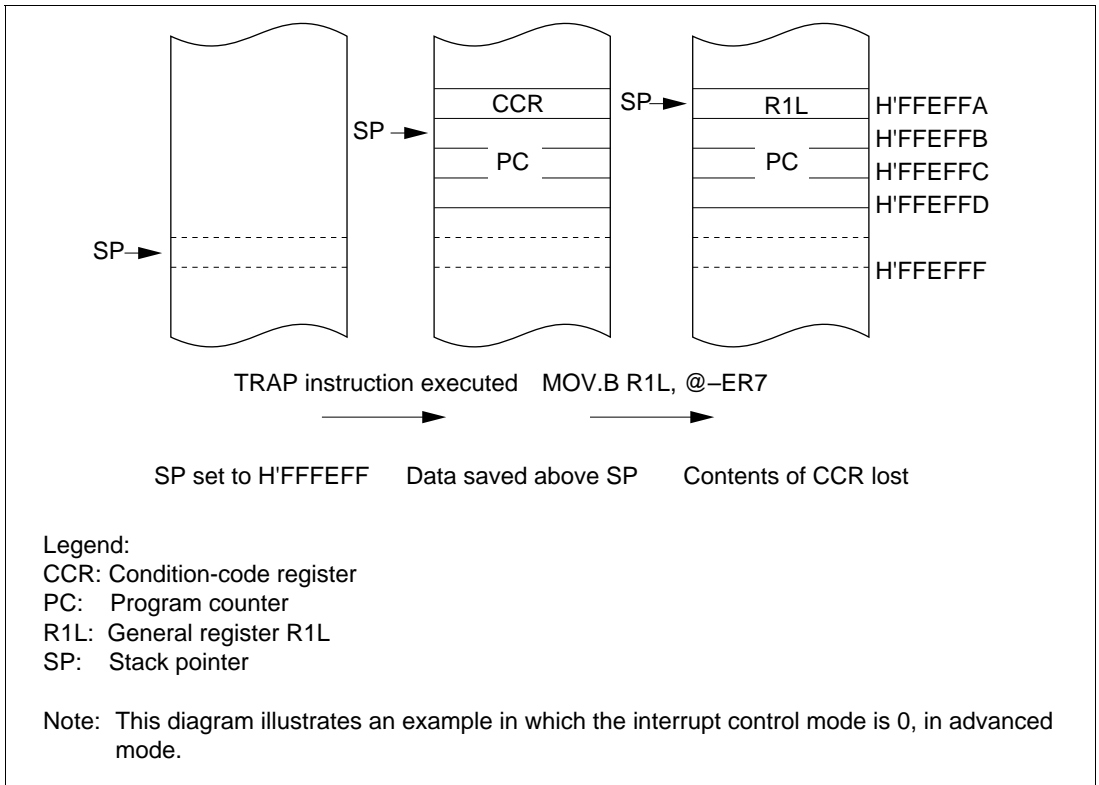 CCR
SP
R1L
H'FFEFFA
SP
H'FFEFFB
PC
PC
H'FFEFFC
H'FFEFFD
SP
H'FFEFFF
TRAP instruction executed
MOV.B R1L, @–ER7
SP set to H'FFFEFF
Data saved above SP
Contents of CCR lost
Legend:
CCR: Condition-code register
PC: Program counter
R1L: General register R1L
SP: Stack pointer
Note: This diagram illustrates an example in which the interrupt control mode is 0, in advanced
mode.